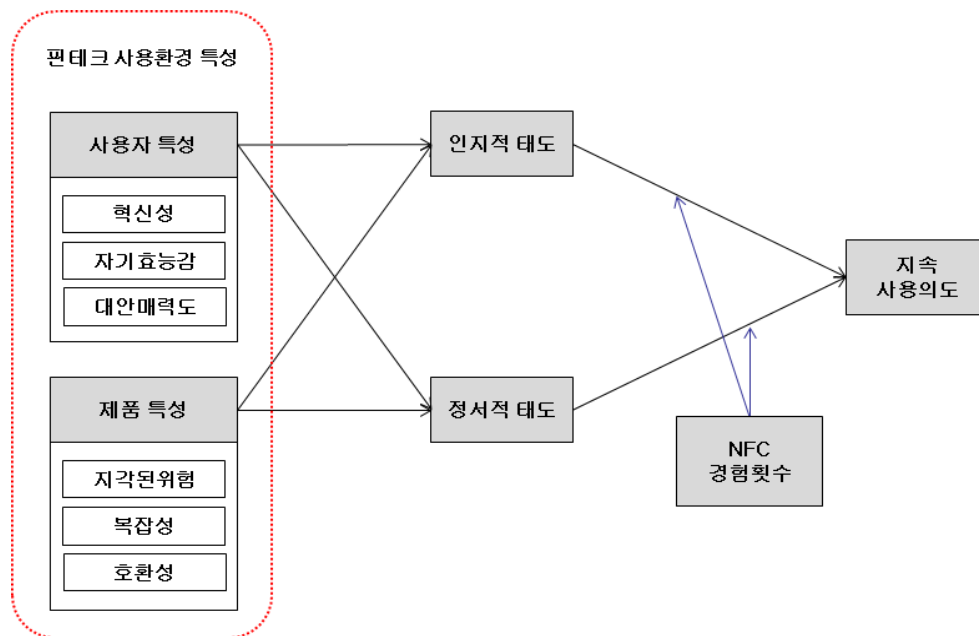 핀테크 사용환경 특성
사용자 특성
혁신성
자기효능감
대안매력도
제품 특성
지각된위험
복잡성
호환성
인지적 태도
정서적 태도
NFC
경험횟수
지속
사용의도